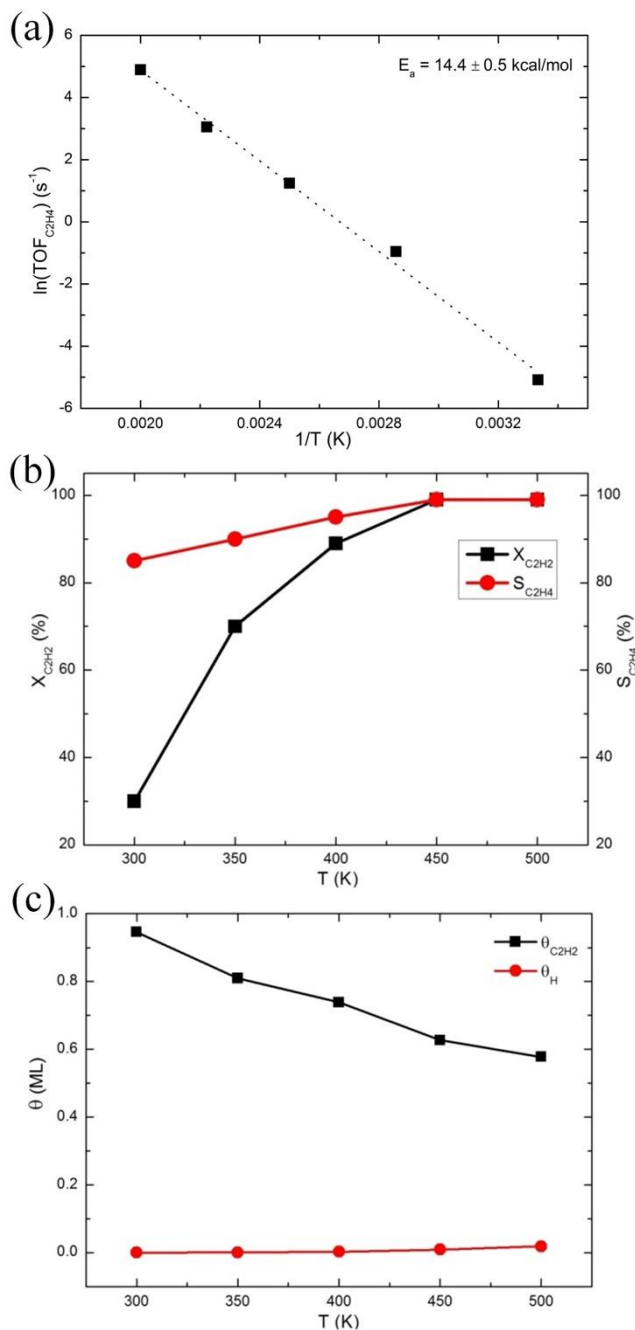 (a)
6
4
2
0
-2
-4
-6
ln(TOF_C2H4) (s⁻¹)
E_a = 14.4 ± 0.5 kcal/mol
0.0020 0.0024 0.0028 0.0032
1/T (K)
(b)
100
80
60
40
20
X_C2H2 (%)
X_C2H2
S_C2H4
100
80
60
40
20
S_C2H4 (%)
300 350 400 450 500
T (K)
(c)
1.0
0.8
0.6
0.4
0.2
0.0
θ (ML)
θ_C2H2
θ_H
300 350 400 450 500
T (K)